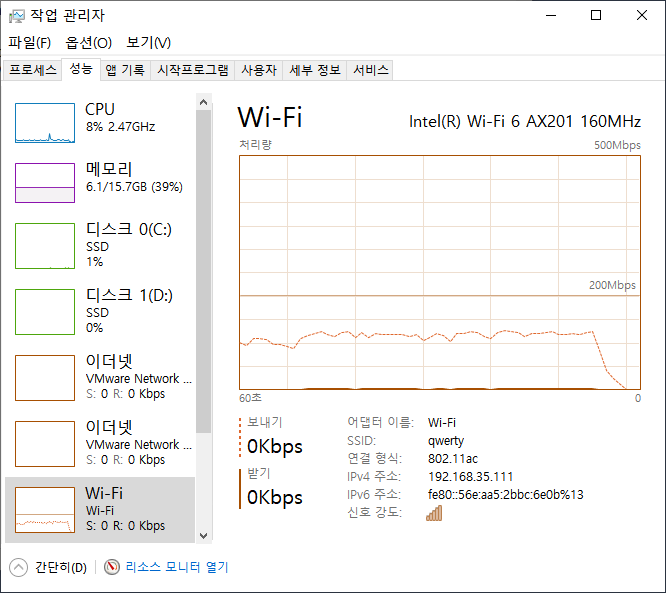 작업 관리자
파일(F) 옵션(O) 보기(V)
프로세스 성능 앱 기록 시작프로그램 사용자 세부 정보 서비스
CPU
8% 2.47GHz
메모리
6.1/15.7GB (39%)
디스크 0(C:)
SSD
1%
디스크 1(D:)
SSD
0%
이더넷
VMware Network ...
S: 0 R: 0 Kbps
이더넷
VMware Network ...
S: 0 R: 0 Kbps
Wi-Fi
Wi-Fi
S: 0 R: 0 Kbps
Wi-Fi
Intel(R) Wi-Fi 6 AX201 160MHz
처리량 500Mbps
200Mbps
60초 0
보내기
0Kbps
받기
0Kbps
어댑터 이름: Wi-Fi
SSID: qwerty
연결 형식: 802.11ac
IPv4 주소: 192.168.35.111
IPv6 주소: fe80::56e:aa5:2bbc:6e0b%13
신호 강도:
간단히(D) 리소스 모니터 열기